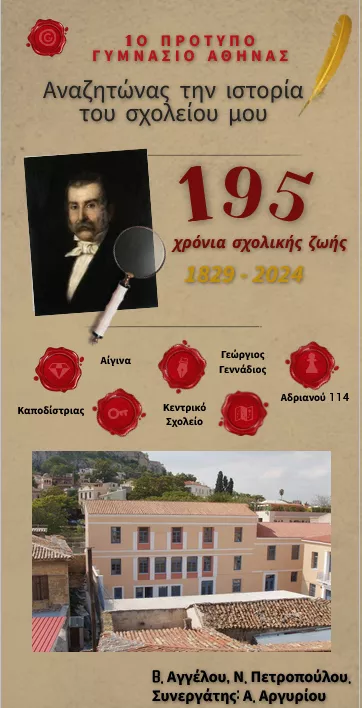 1Ο ΠΡΟΤΥΠΟ
ΓΥΜΝΑΣΙΟ ΑΘΗΝΑΣ
Αναζητώνας την ιστορία
του σχολείου μου
195
χρόνια σχολικής ζωής
1829 - 2024
Αίγινα
Γεώργιος
Γεννάδιος
Αδριανού 114
Καποδίστριας
Κεντρικό
Σχολείο
Β. Αγγέλου, Ν. Πετροπούλου,
Συνεργάτης: Α. Αργυρίου